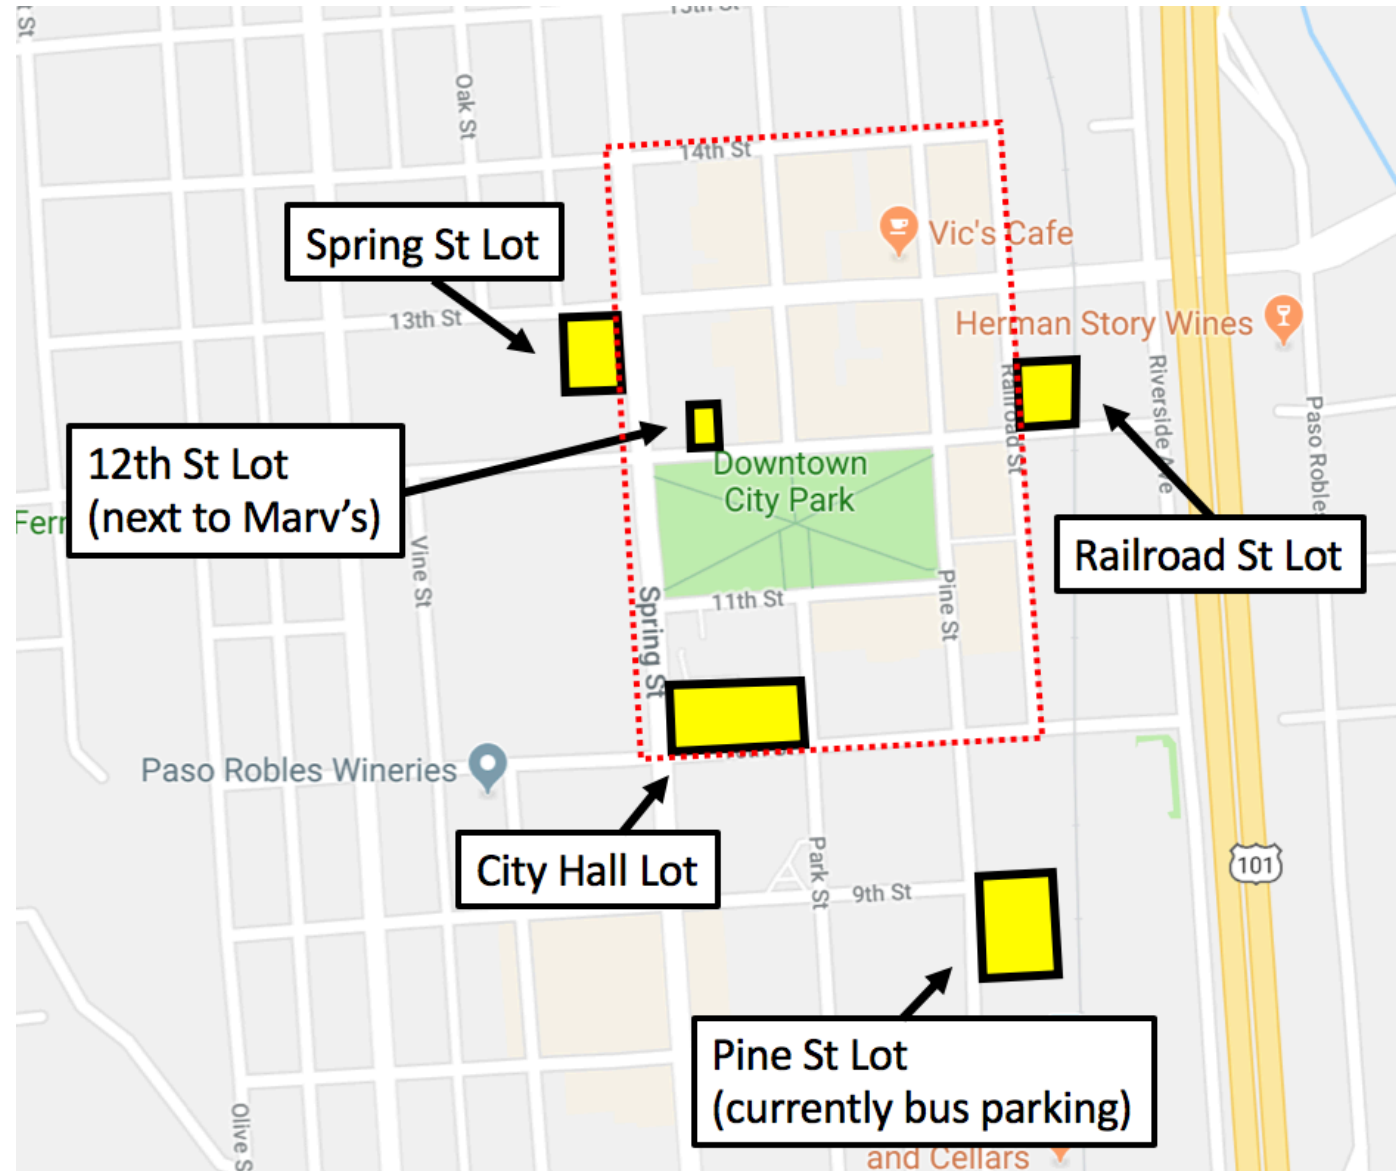 St
Oak St
14th St
Spring St Lot
Vic's Cafe
13th St
Herman Story Wines
Riverside Ave
Railroad St
Paso Robles
12th St Lot
(next to Marv's)
Downtown
City Park
Railroad St Lot
Vine St
11th St
Pine St
Spring St
Paso Robles Wineries
City Hall Lot
Park St
9th St
101
Pine St Lot
(currently bus parking)
Olive S
and Cellars